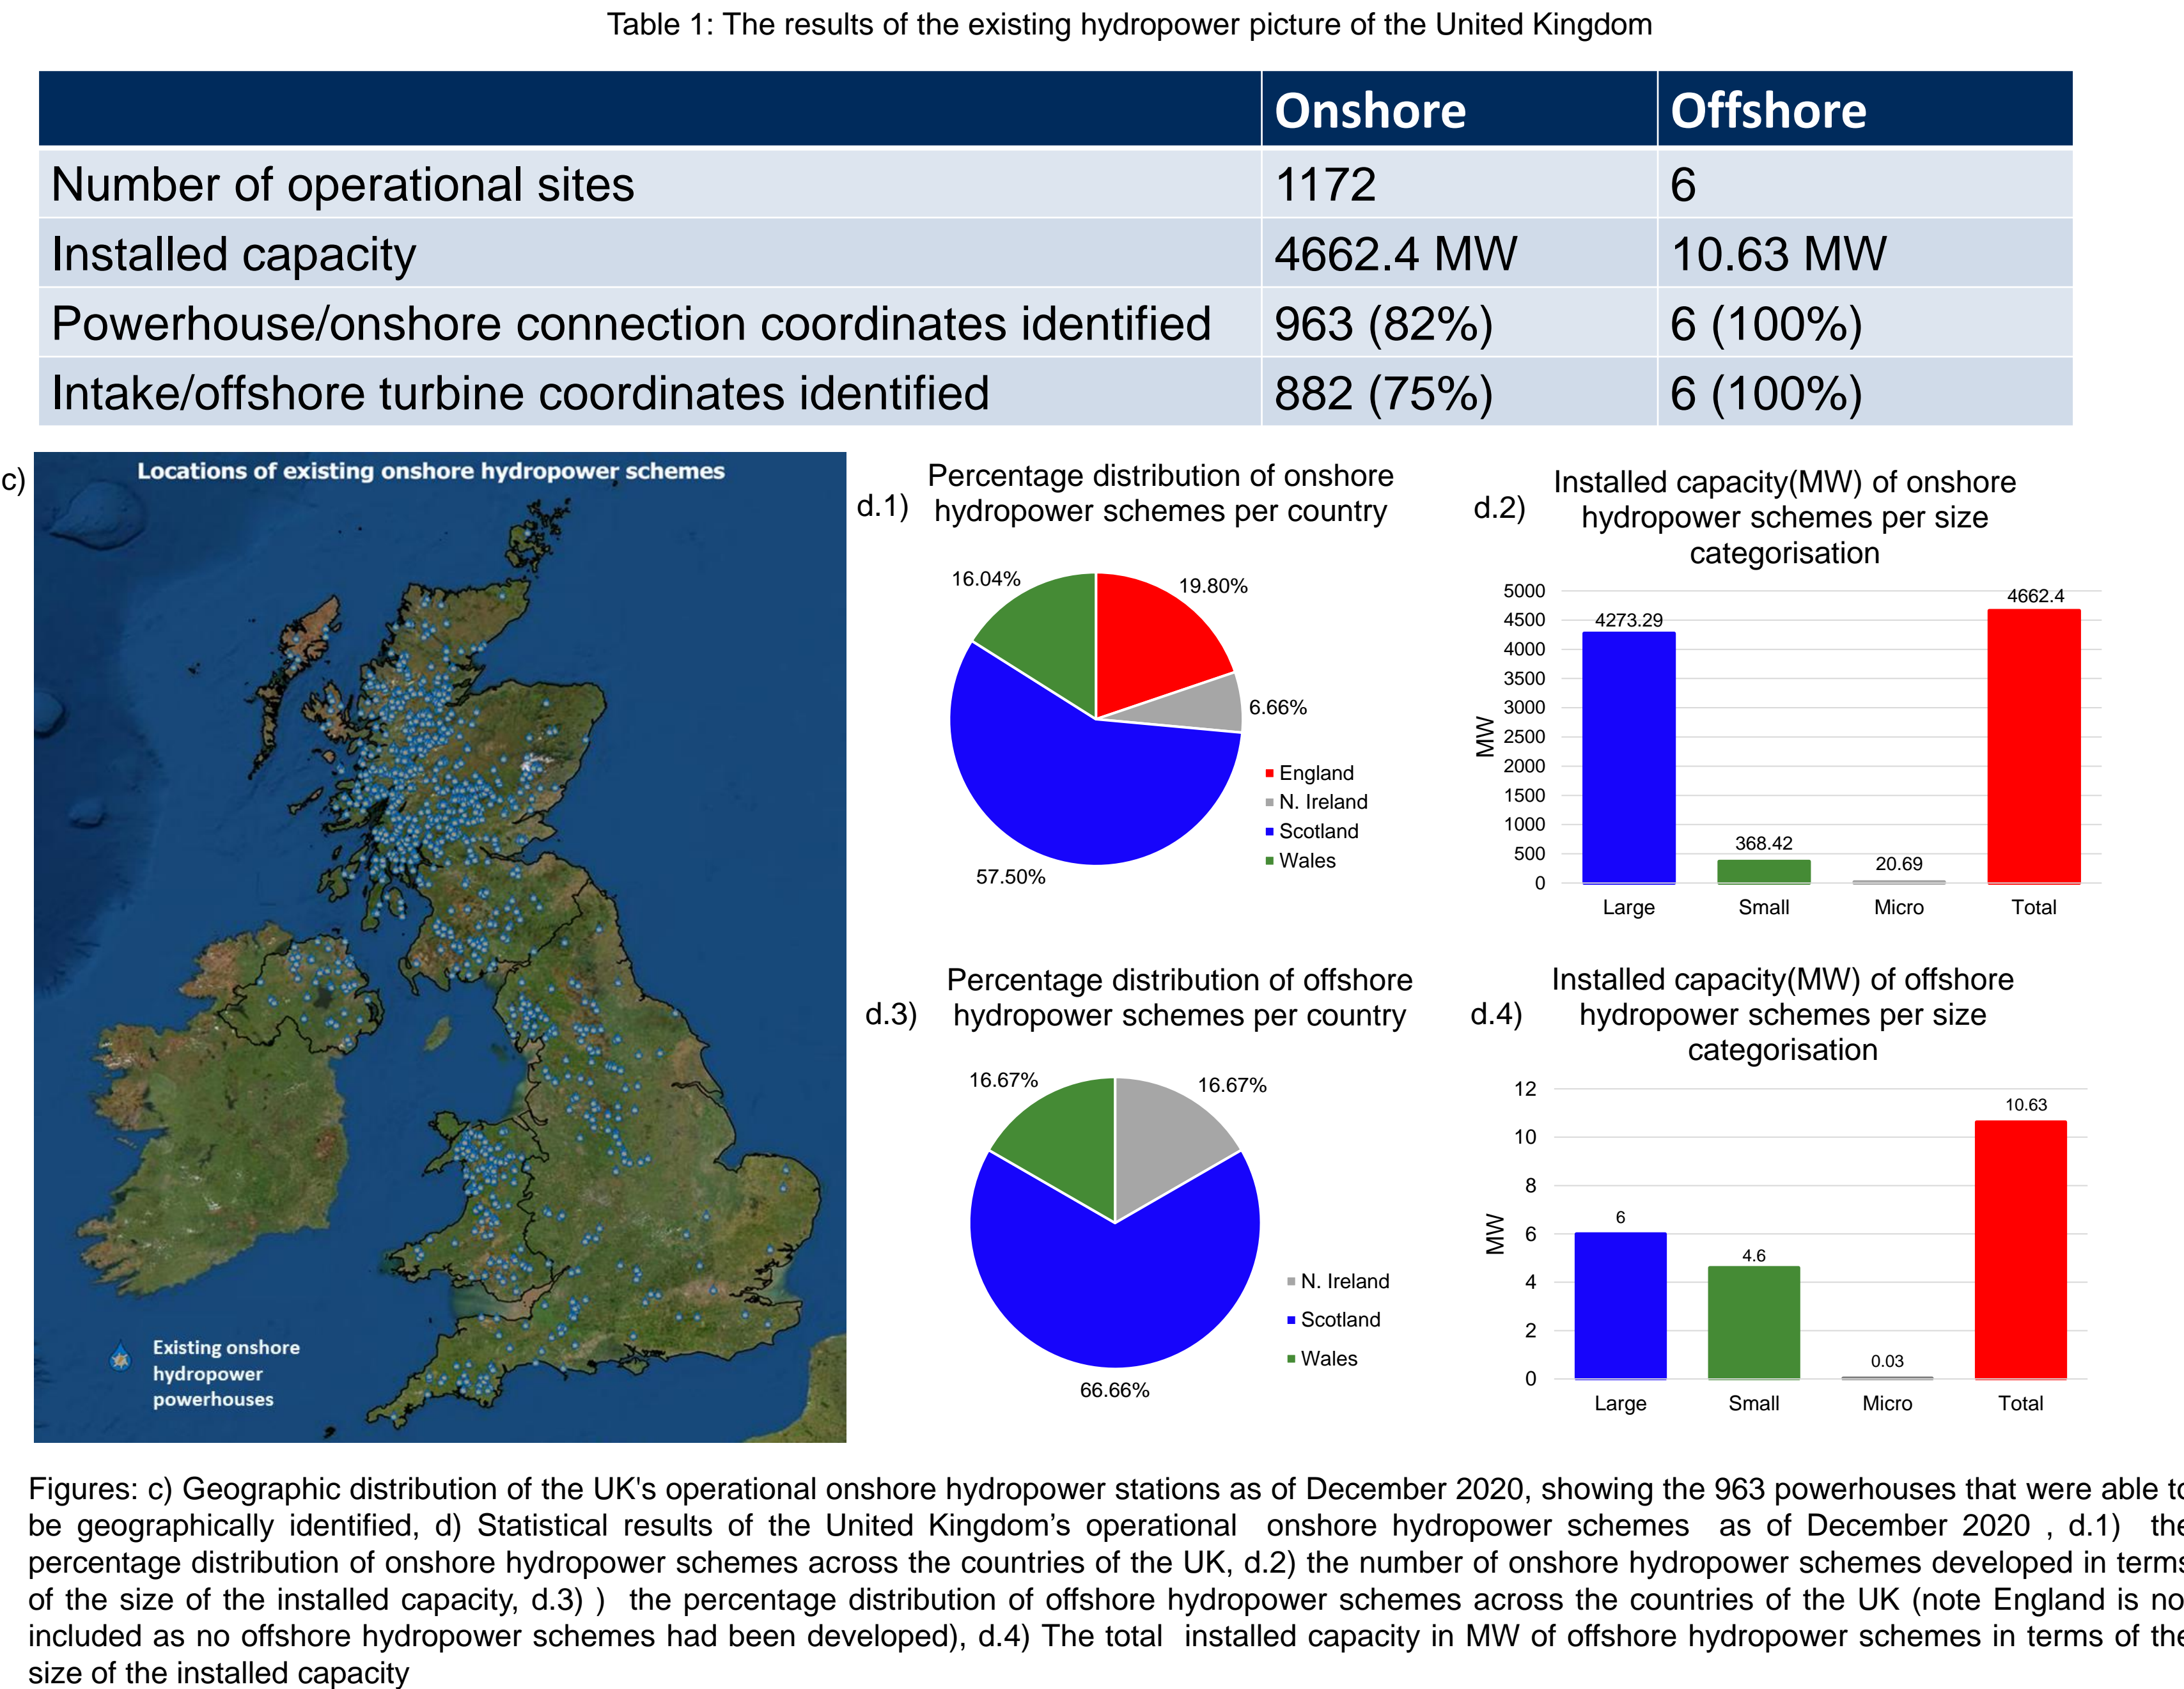 Table 1: The results of the existing hydropower picture of the United Kingdom
Onshore Offshore
Number of operational sites 1172 6
Installed capacity 4662.4 MW 10.63 MW
Powerhouse/onshore connection coordinates identified 963 (82%) 6 (100%)
Intake/offshore turbine coordinates identified 882 (75%) 6 (100%)
c)
Locations of existing onshore hydropower schemes
Existing onshore
hydropower
powerhouses
d.1)
Percentage distribution of onshore
hydropower schemes per country
16.04%
19.80%
6.66%
57.50%
England
N. Ireland
Scotland
Wales
d.2)
Installed capacity(MW) of onshore
hydropower schemes per size
categorisation
MW
5000
4500
4000
3500
3000
2500
2000
1500
1000
500
0
4273.29
368.42
20.69
4662.4
Large Small Micro Total
d.3)
Percentage distribution of offshore
hydropower schemes per country
16.67%
16.67%
66.66%
N. Ireland
Scotland
Wales
d.4)
Installed capacity(MW) of offshore
hydropower schemes per size
categorisation
MW
12
10
8
6
4
2
0
6
4.6
0.03
10.63
Large Small Micro Total
Figures: c) Geographic distribution of the UK's operational onshore hydropower stations as of December 2020, showing the 963 powerhouses that were able to
be geographically identified, d) Statistical results of the United Kingdom’s operational onshore hydropower schemes as of December 2020 , d.1) the
percentage distribution of onshore hydropower schemes across the countries of the UK, d.2) the number of onshore hydropower schemes developed in terms
of the size of the installed capacity, d.3) ) the percentage distribution of offshore hydropower schemes across the countries of the UK (note England is no
included as no offshore hydropower schemes had been developed), d.4) The total installed capacity in MW of offshore hydropower schemes in terms of the
size of the installed capacity